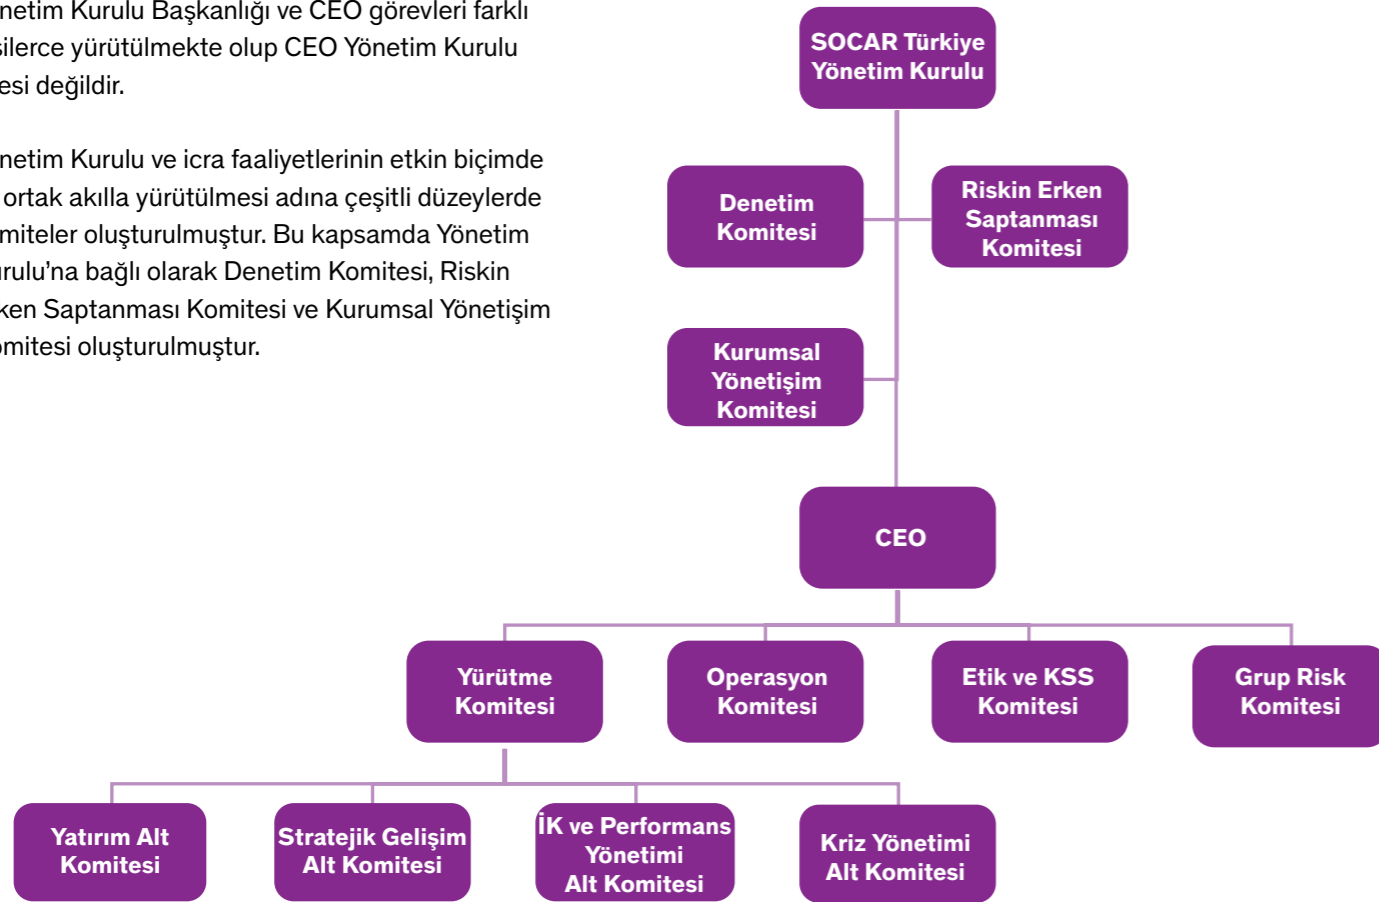 netim Kurulu Başkanlığı ve CEO görevleri farklı
silerce yürütülmekte olup CEO Yönetim Kurulu
esi değildir.
netim Kurulu ve icra faaliyetlerinin etkin biçimde
ortak akılla yürütülmesi adına çeşitli düzeylerde
miteler oluşturulmuştur. Bu kapsamda Yönetim
urulu’na bağlı olarak Denetim Komitesi, Riskin
ken Saptanması Komitesi ve Kurumsal Yönetişim
omitesi oluşturulmuştur.
SOCAR Türkiye
Yönetim Kurulu
Denetim
Komitesi
Riskin Erken
Saptanması
Komitesi
Kurumsal
Yönetişim
Komitesi
CEO
Yürütme
Komitesi
Operasyon
Komitesi
Etik ve KSS
Komitesi
Grup Risk
Komitesi
Yatırım Alt
Komitesi
Stratejik Gelişim
Alt Komitesi
İK ve Performans
Yönetimi
Alt Komitesi
Kriz Yönetimi
Alt Komitesi